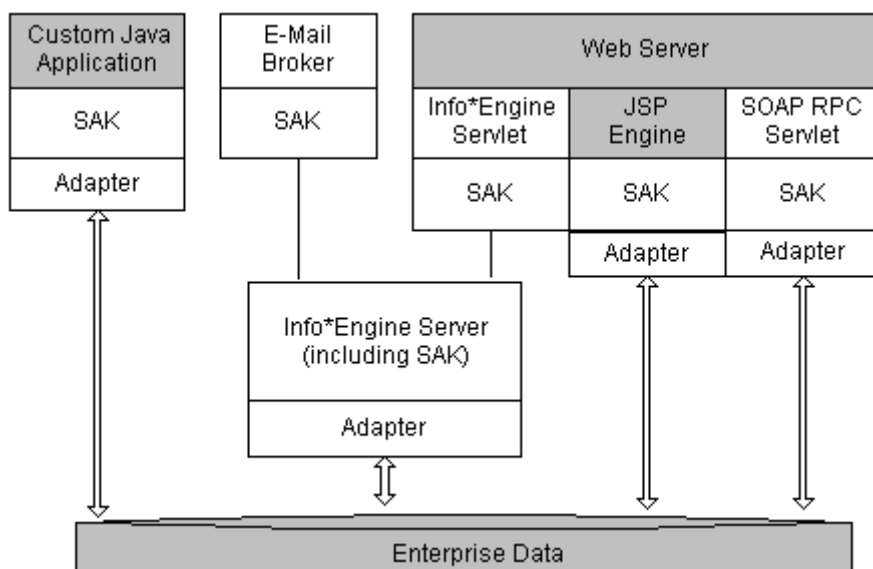 Custom Java
Application
SAK
Adapter
E-Mail
Broker
SAK
Web Server
Info*Engine
Servlet
JSP
Engine
SOAP RPC
Servlet
SAK
SAK
SAK
Adapter
Adapter
Info*Engine Server
(including SAK)
Adapter
Enterprise Data